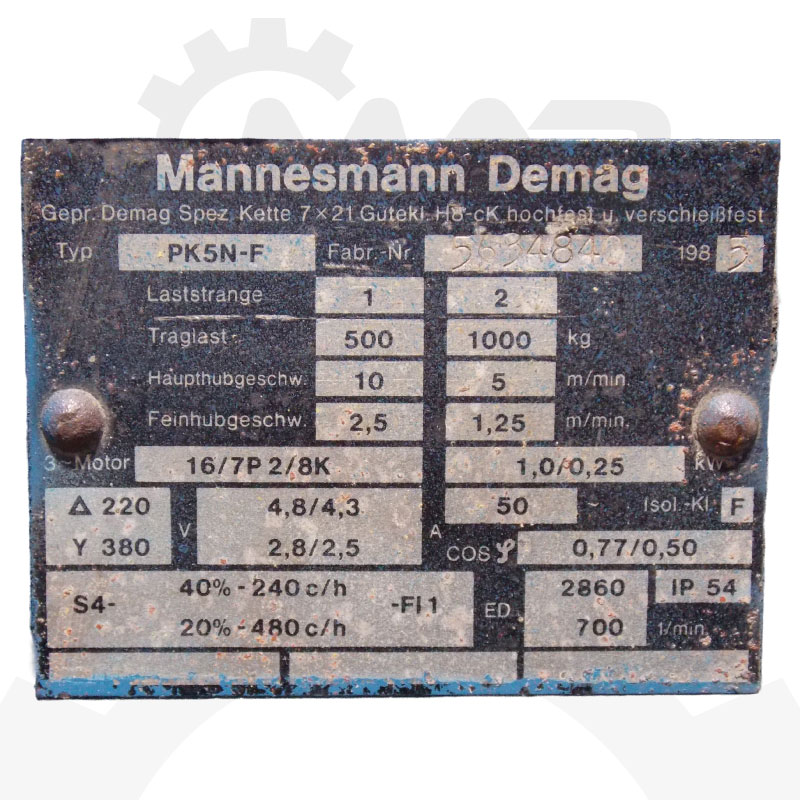 Mannesmann Demag
Gepr. Demag Spez. Kette 7×21 Gutekl. H8-cK hochfest u. verschleißfest
Typ PK5N-F Fabr.-Nr. 5634840 198 5
Laststrange 1 2
Traglast 500 1000 kg
Haupthubgeschw. 10 5 m/min.
Feinhubgeschw. 2,5 1,25 m/min.
3~Motor 16/7P 2/8K 1,0/0,25 kW
Δ 220 V 4,8/4,3 A 50 ~ Isol.-Kl F
Y 380 2,8/2,5 COS φ 0,77/0,50
S4- 40%-240 c/h -FI 1 ED. 2860 IP 54
20%-480 c/h 700 1/min